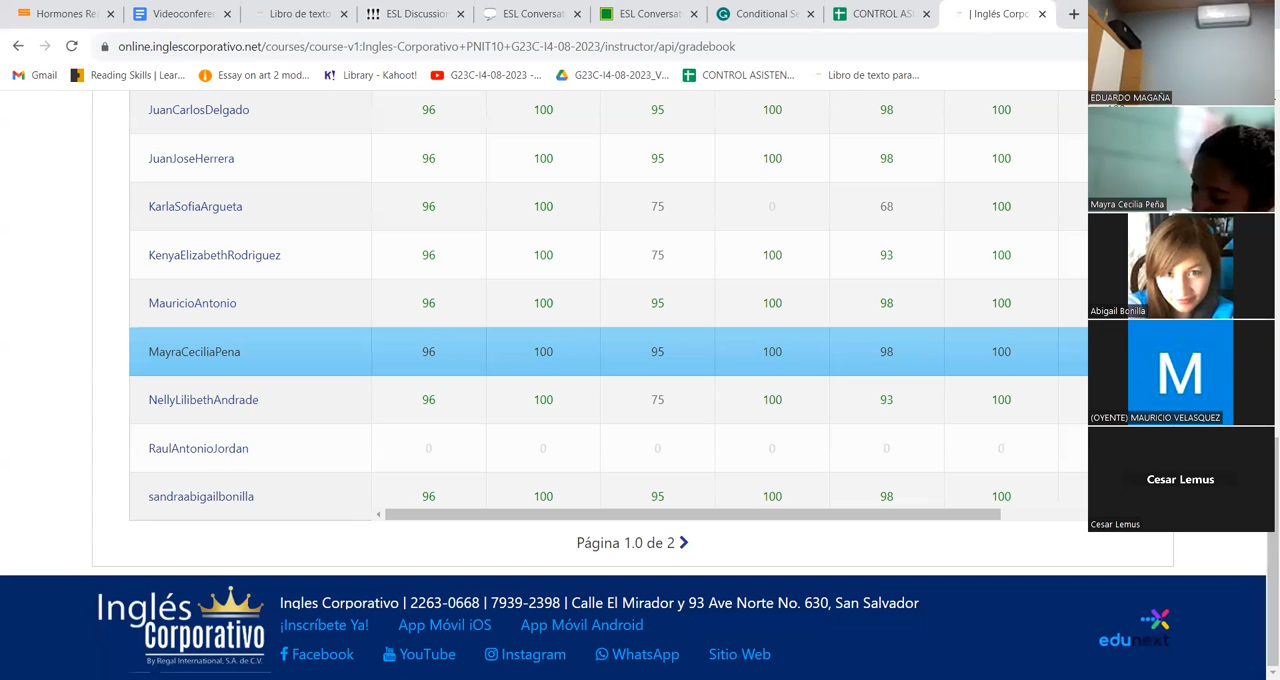 Hormones Re
Videoconferer
Libro de texto
ESL Discussion
ESL Conversat
ESL Conversat
Conditional Se
CONTROL ASI
| Inglés Corpo
online.inglescorporativo.net/courses/course-v1:Ingles-Corporativo+PNIT10+G23C-I4-08-2023/instructor/api/gradebook
Gmail
Reading Skills | Lear...
Essay on art 2 mod...
Library - Kahoot!
G23C-I4-08-2023 -...
G23C-I4-08-2023_V...
CONTROL ASISTEN...
Libro de texto para...
JuanCarlosDelgado 96 100 95 100 98 100
JuanJoseHerrera 96 100 95 100 98 100
KarlaSofiaArgueta 96 100 75 0 68 100
KenyaElizabethRodriguez 96 100 75 100 93 100
MauricioAntonio 96 100 95 100 98 100
MayraCeciliaPena 96 100 95 100 98 100
NellyLilibethAndrade 96 100 75 100 93 100
RaulAntonioJordan 0 0 0 0 0 0
sandraabigailbonilla 96 100 95 100 98 100
Página 1.0 de 2
Inglés Corporativo
By Regal International, S.A. de C.V.
Ingles Corporativo | 2263-0668 | 7939-2398 | Calle El Mirador y 93 Ave Norte No. 630, San Salvador
¡Inscríbete Ya! App Móvil iOS App Móvil Android
Facebook YouTube Instagram WhatsApp Sitio Web
edunext
EDUARDO MAGAÑA
Mayra Cecilia Peña
Abigail Bonilla
M
(OYENTE) MAURICIO VELASQUEZ
Cesar Lemus
Cesar Lemus